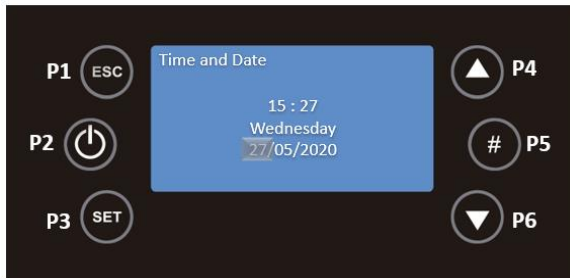 Time and Date
P1 ESC
P4
15 : 27
Wednesday
P2
27/05/2020
# P5
P3 SET
P6